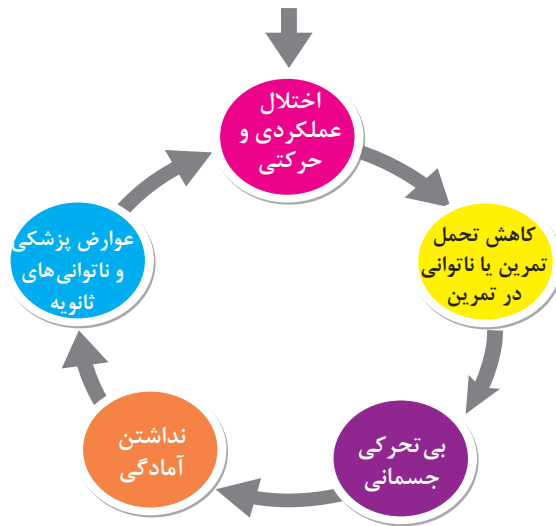 اختلال
عملکردی و
حرکتی
کاهش تحمل
تمرین یا ناتوانی
در تمرین
بی‌تحرکی
جسمانی
نداشتن
آمادگی
عوارض پزشکی
و ناتوانی‌های
ثانویه